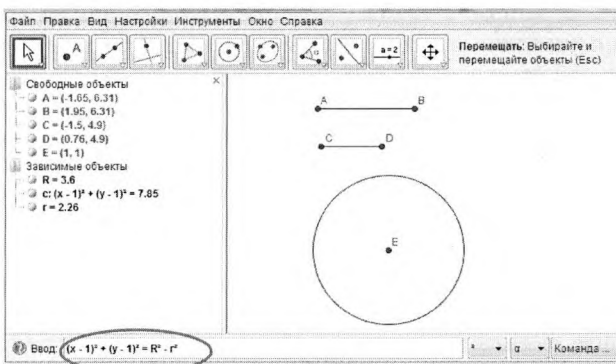 Файл Правка Вид Настройки Инструменты Окно Справка
A
α
a=2
Перемещать: Выбирайте и
перемещайте объекты (Esc)
Свободные объекты
A = (-1.65, 6.31)
B = (1.95, 6.31)
C = (-1.5, 4.9)
D = (0.76, 4.9)
E = (1, 1)
Зависимые объекты
R = 3.6
c: (x - 1)² + (y - 1)² = 7.85
r = 2.26
A B
C D
E
Ввод: (x - 1)² + (y - 1)² = R² - r²
α
Команда ...